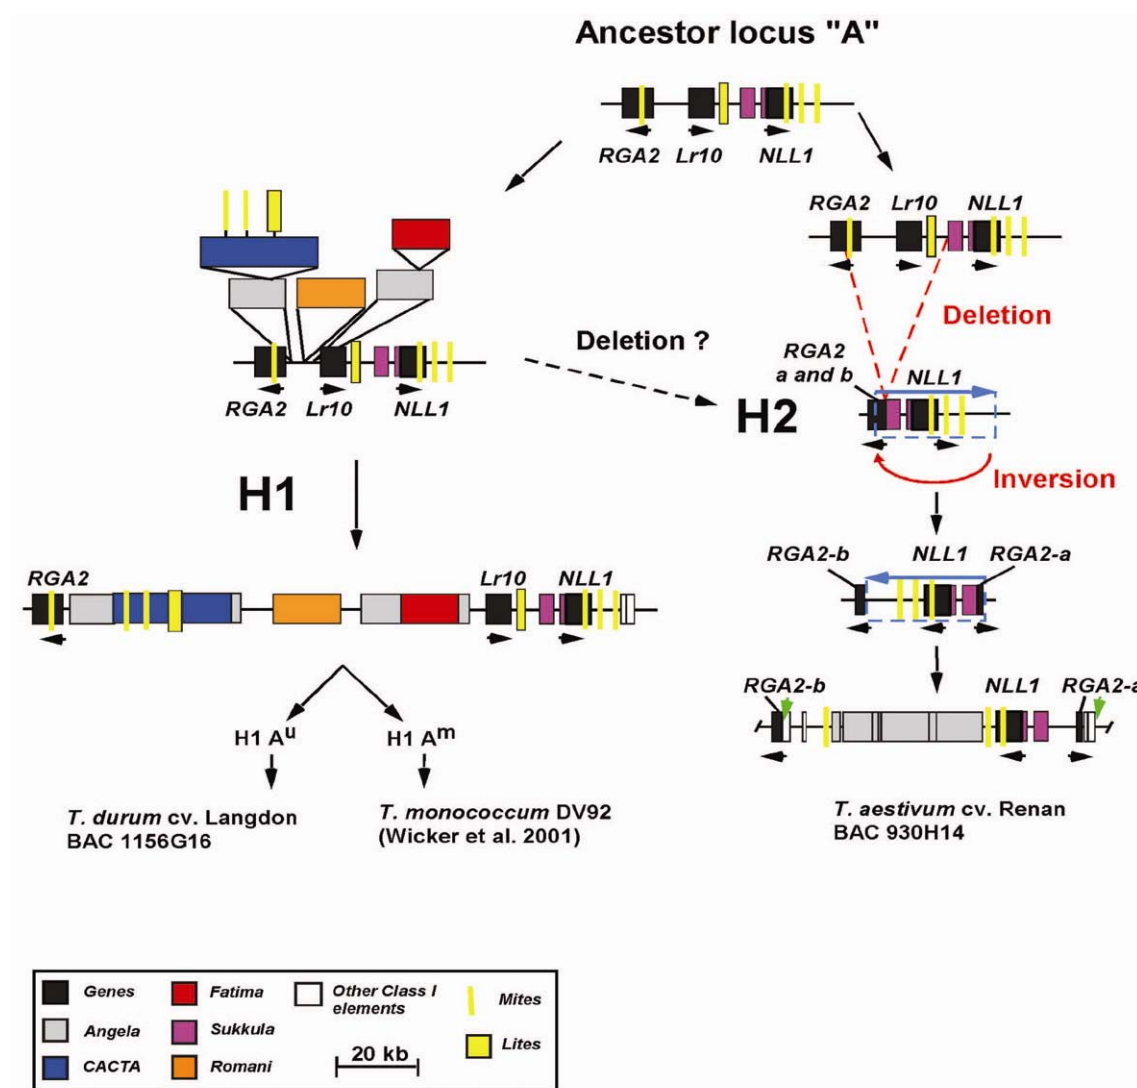 Ancestor locus "A"
RGA2 Lr10 NLL1
RGA2 Lr10 NLL1
Deletion
Deletion ?
RGA2
a and b NLL1
H2
RGA2 Lr10 NLL1
H1
Inversion
RGA2-b NLL1 RGA2-a
RGA2 Lr10 NLL1
RGA2-b NLL1 RGA2-a
H1 Aᵘ H1 Aᵐ
T. durum cv. Langdon
BAC 1156G16
T. monococcum DV92
(Wicker et al. 2001)
T. aestivum cv. Renan
BAC 930H14
Genes Fatima Other Class I
elements Mites
Angela Sukkula
CACTA Romani 20 kb Lites